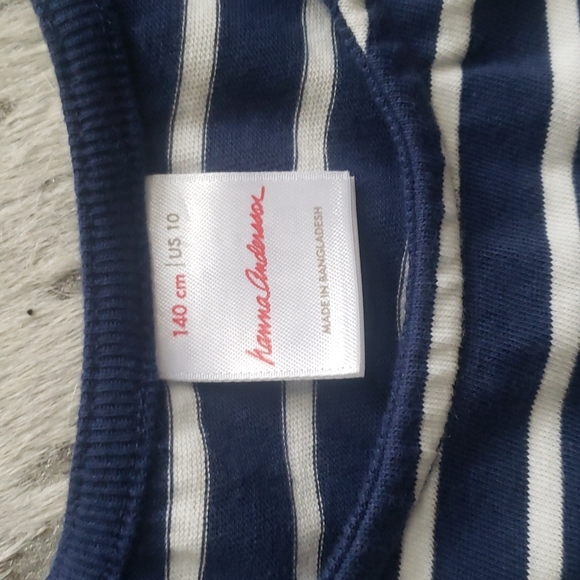 140 cm | US 10
hanna andersson
MADE IN BANGLADESH